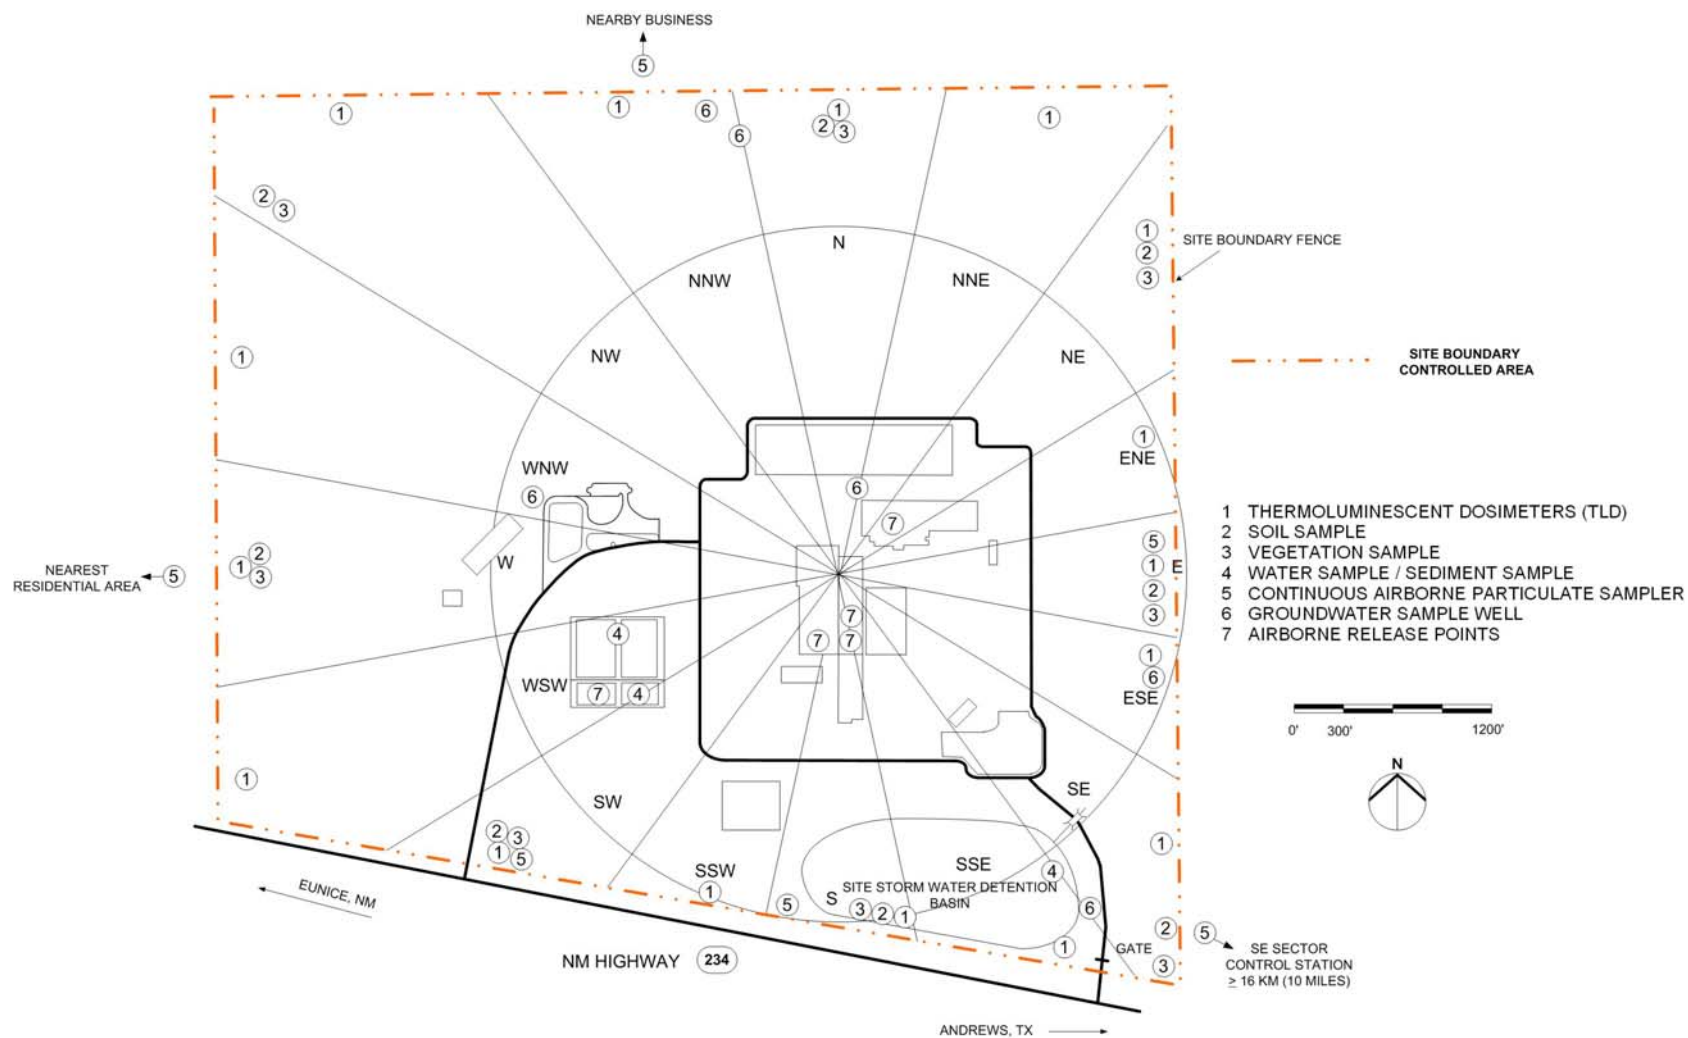 NEARBY BUSINESS
5
1
1
6
1
1
2
3
6
2
3
1
2
3
SITE BOUNDARY FENCE
N
NNW
NNE
NW
NE
1
SITE BOUNDARY
CONTROLLED AREA
1
ENE
WNW
6
6
7
1 THERMOLUMINESCENT DOSIMETERS (TLD)
2 SOIL SAMPLE
3 VEGETATION SAMPLE
4 WATER SAMPLE / SEDIMENT SAMPLE
5 CONTINUOUS AIRBORNE PARTICULATE SAMPLER
6 GROUNDWATER SAMPLE WELL
7 AIRBORNE RELEASE POINTS
NEAREST
RESIDENTIAL AREA
5
2
1
3
W
5
1 E
2
3
7
4
7
7
1
6
WSW
7
4
ESE
0' 300' 1200'
N
1
SW
SE
2
3
1
5
1
SSW
1
5
S
SSE
4
SITE STORM WATER DETENTION
BASIN
3
2
1
6
1
2
GATE
3
5
SE SECTOR
CONTROL STATION
≥ 16 KM (10 MILES)
EUNICE, NM
NM HIGHWAY 234
ANDREWS, TX